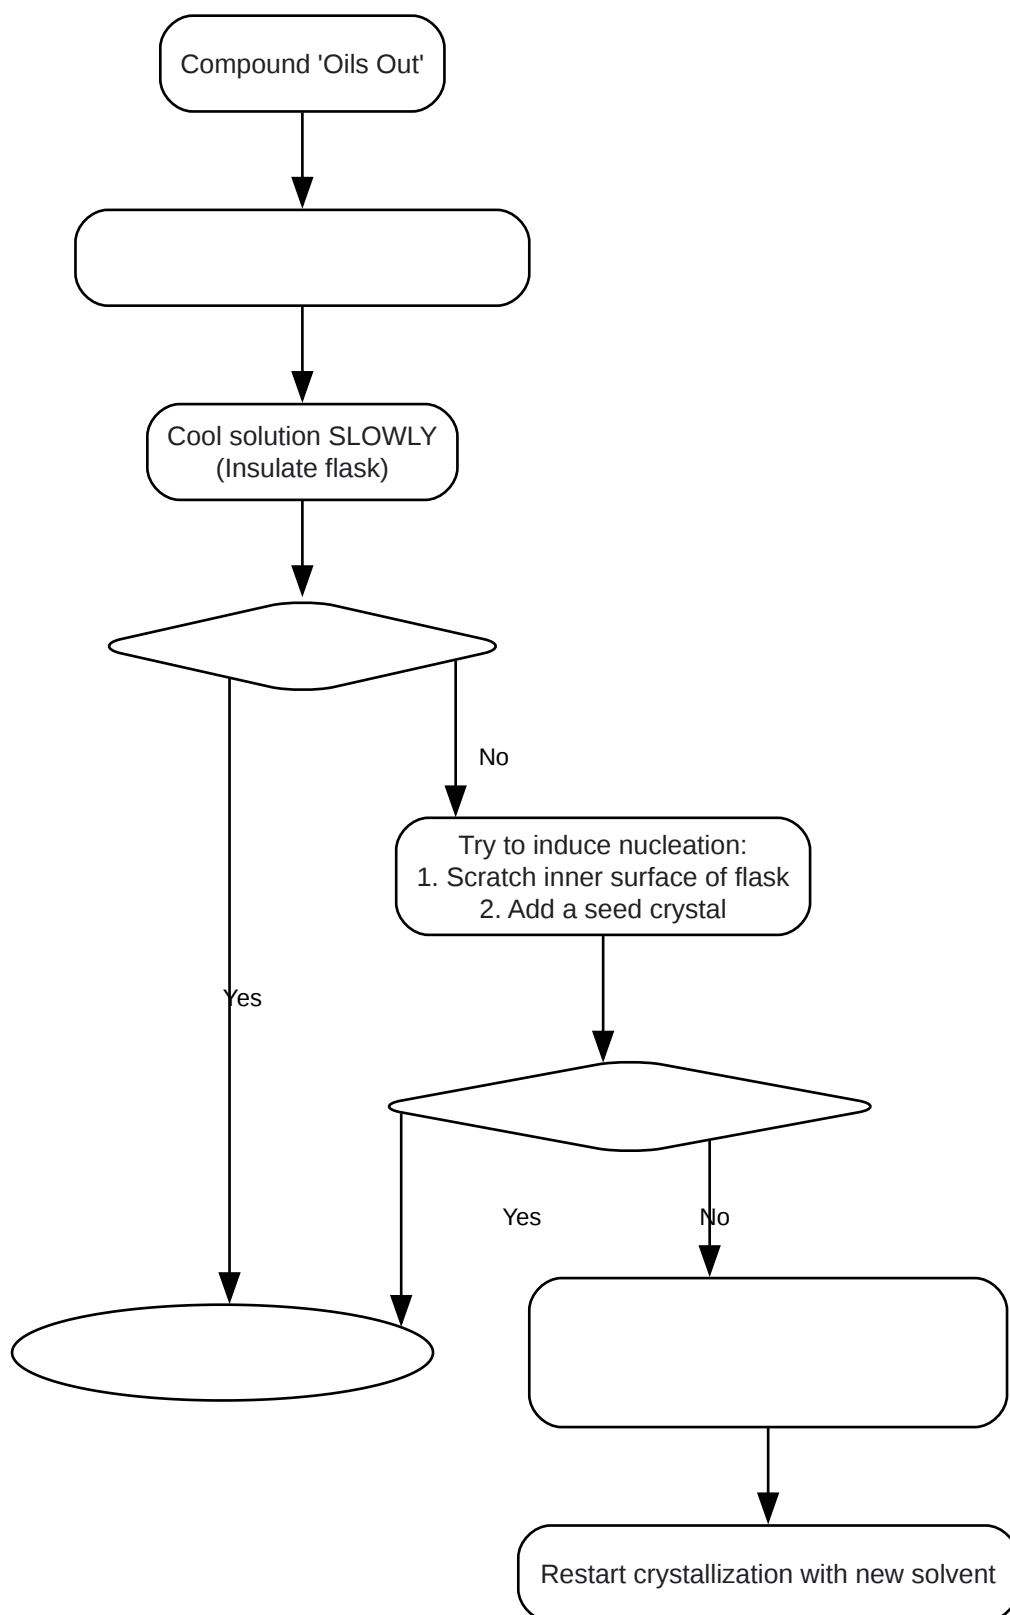 Compound 'Oils Out'
Cool solution SLOWLY
(Insulate flask)
No
Try to induce nucleation:
1. Scratch inner surface of flask
2. Add a seed crystal
Yes
Yes
No
Restart crystallization with new solvent